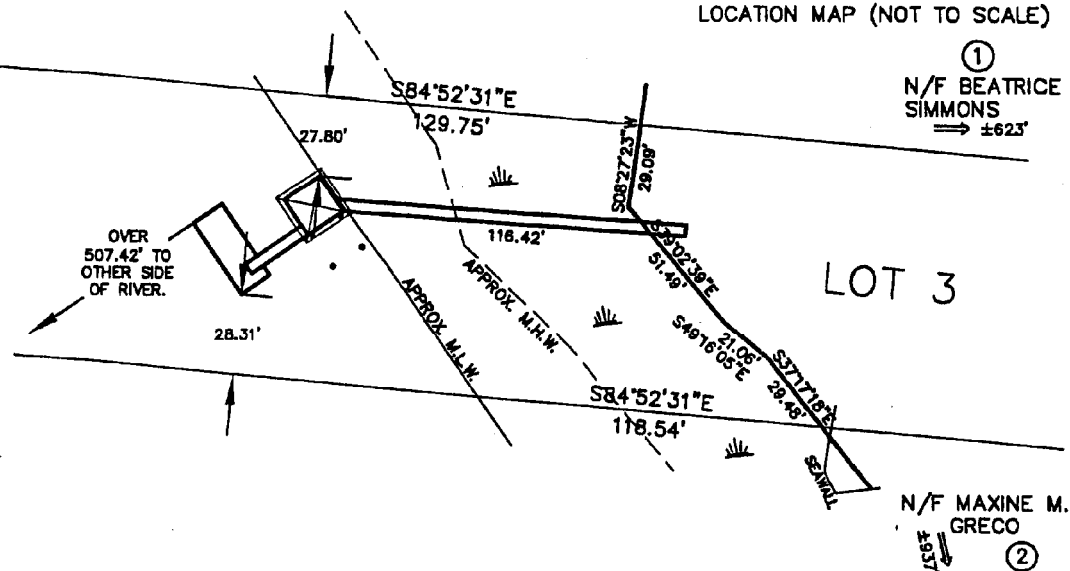 LOCATION MAP (NOT TO SCALE)
1
N/F BEATRICE
SIMMONS
±623'
S84°52'31"E
129.75'
27.80'
S08°27'23"W
29.09'
116.42'
S39°02'39"E
51.49'
LOT 3
OVER
507.42' TO
OTHER SIDE
OF RIVER.
APPROX. M.L.W.
APPROX. M.H.W.
28.31'
21.06'
S49°16'05"E
S37°17'18"E
29.48'
S84°52'31"E
118.54'
SEAWALL
N/F MAXINE M.
GRECO
±937
2